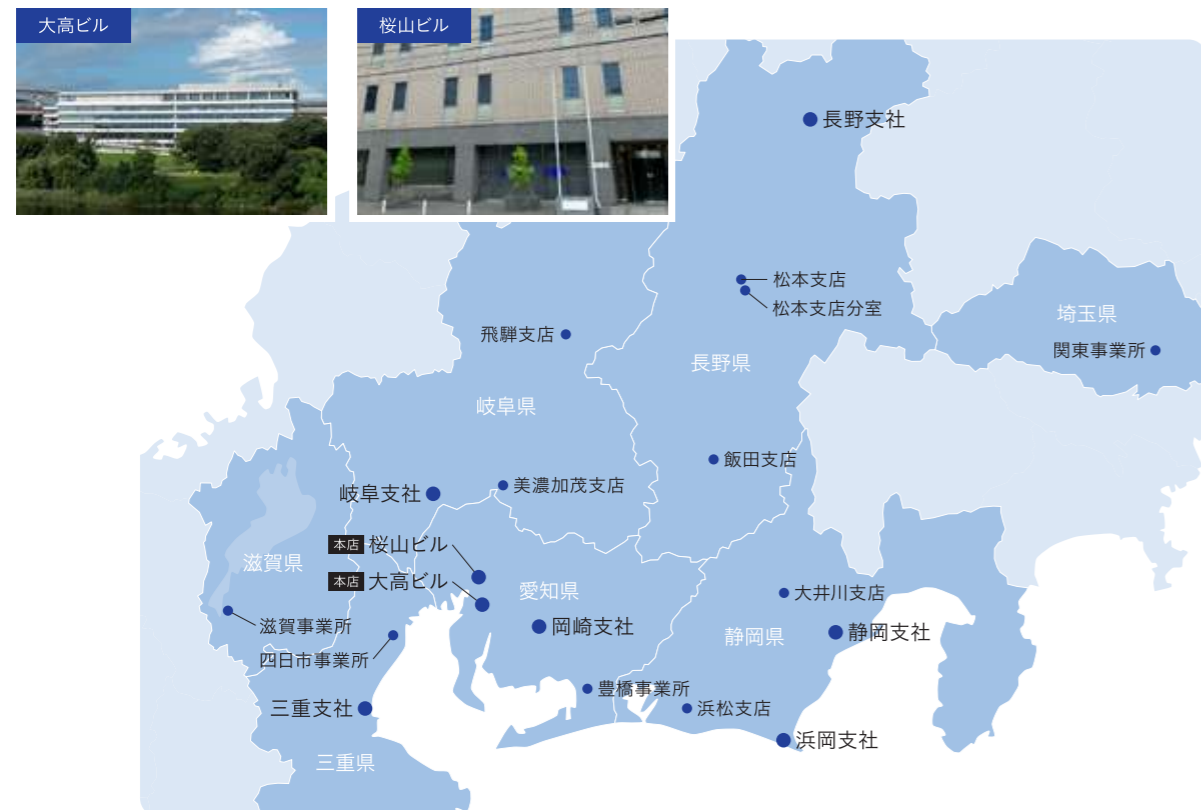 大高ビル
桜山ビル
長野支社
松本支店
松本支店分室
埼玉県
関東事業所
飛騨支店
長野県
岐阜県
飯田支店
美濃加茂支店
岐阜支社
本店 桜山ビル
滋賀県
本店 大高ビル
愛知県
大井川支店
滋賀事業所
岡崎支社
静岡県
静岡支社
四日市事業所
豊橋事業所
三重支社
浜松支店
浜岡支社
三重県